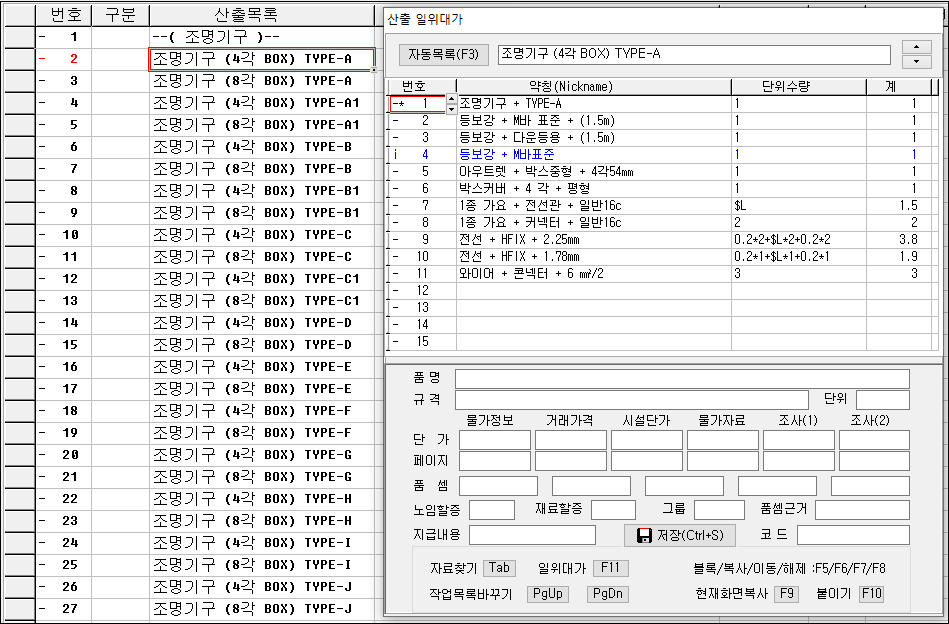 번호 구분 산출목록
- 1 --( 조명기구 )--
- 2 조명기구 (4각 BOX) TYPE-A
- 3 조명기구 (8각 BOX) TYPE-A
- 4 조명기구 (4각 BOX) TYPE-A1
- 5 조명기구 (8각 BOX) TYPE-A1
- 6 조명기구 (4각 BOX) TYPE-B
- 7 조명기구 (8각 BOX) TYPE-B
- 8 조명기구 (4각 BOX) TYPE-B1
- 9 조명기구 (8각 BOX) TYPE-B1
- 10 조명기구 (4각 BOX) TYPE-C
- 11 조명기구 (8각 BOX) TYPE-C
- 12 조명기구 (4각 BOX) TYPE-C1
- 13 조명기구 (8각 BOX) TYPE-C1
- 14 조명기구 (4각 BOX) TYPE-D
- 15 조명기구 (8각 BOX) TYPE-D
- 16 조명기구 (4각 BOX) TYPE-E
- 17 조명기구 (8각 BOX) TYPE-E
- 18 조명기구 (4각 BOX) TYPE-F
- 19 조명기구 (8각 BOX) TYPE-F
- 20 조명기구 (4각 BOX) TYPE-G
- 21 조명기구 (8각 BOX) TYPE-G
- 22 조명기구 (4각 BOX) TYPE-H
- 23 조명기구 (8각 BOX) TYPE-H
- 24 조명기구 (4각 BOX) TYPE-I
- 25 조명기구 (8각 BOX) TYPE-I
- 26 조명기구 (4각 BOX) TYPE-J
- 27 조명기구 (8각 BOX) TYPE-J
산출 일위대가
자동목록(F3) 조명기구 (4각 BOX) TYPE-A
번호 약칭(Nickname) 단위수량 계
-* 1 조명기구 + TYPE-A 1 1
- 2 등보강 + M바 표준 + (1.5m) 1 1
- 3 등보강 + 다운등용 + (1.5m) 1 1
i 4 등보강 + M바표준 1 1
- 5 아우트렛 + 박스중형 + 4각54mm 1 1
- 6 박스커버 + 4 각 + 평형 1 1
- 7 1종 가요 + 전선관 + 일반16c $L 1.5
- 8 1종 가요 + 커넥터 + 일반16c 2 2
- 9 전선 + HFIX + 2.25mm 0.2*2+$L*2+0.2*2 3.8
- 10 전선 + HFIX + 1.78mm 0.2*1+$L*1+0.2*1 1.9
- 11 와이어 + 콘넥터 + 6 ㎟/2 3 3
- 12
- 13
- 14
- 15
품 명
규 격 단위
물가정보 거래가격 시설단가 물가자료 조사(1) 조사(2)
단 가
페이지
품 셈
노임할증 재료할증 그룹 품셈근거
지급내용 저장(Ctrl+S) 코 드
자료찾기 Tab 일위대가 F11 블록/복사/이동/해제 :F5/F6/F7/F8
작업목록바꾸기 PgUp PgDn 현재화면복사 F9 붙이기 F10